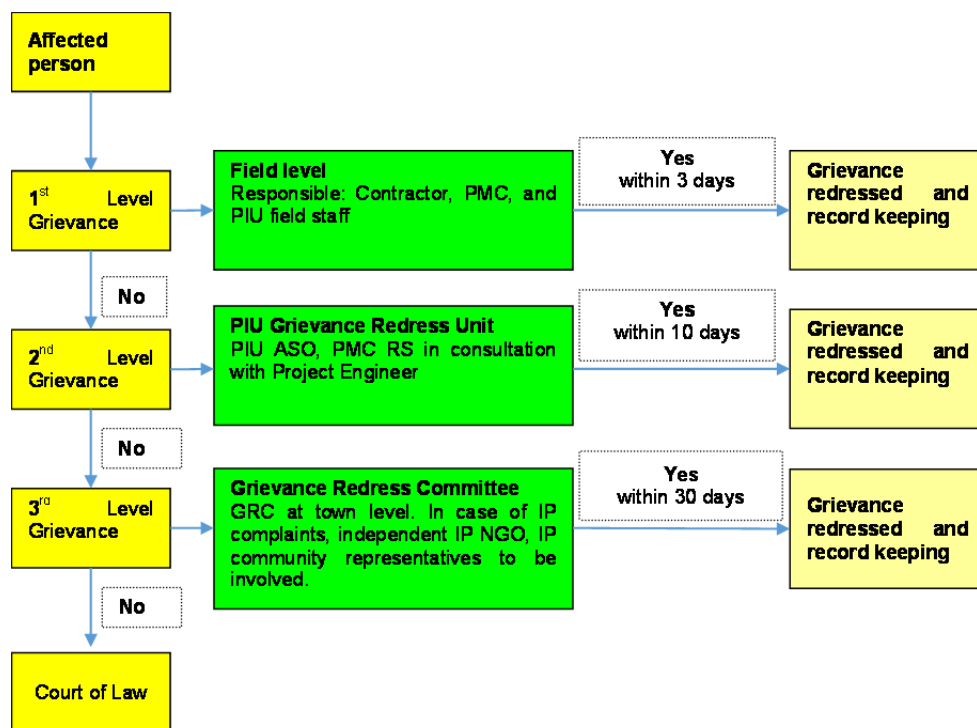 Affected
person
1st Level
Grievance
Field level
Responsible: Contractor, PMC, and
PIU field staff
Yes
within 3 days
Grievance
redressed and
record keeping
No
2nd Level
Grievance
PIU Grievance Redress Unit
PIU ASO, PMC RS in consultation
with Project Engineer
Yes
within 10 days
Grievance
redressed and
record keeping
No
3rd Level
Grievance
Grievance Redress Committee
GRC at town level. In case of IP
complaints, independent IP NGO, IP
community representatives to be
involved.
Yes
within 30 days
Grievance
redressed and
record keeping
No
Court of Law